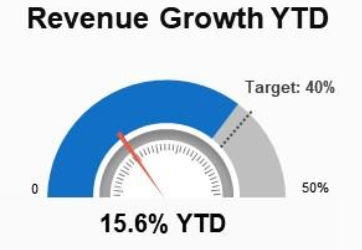 Revenue Growth YTD
Target: 40%
0
50%
15.6% YTD